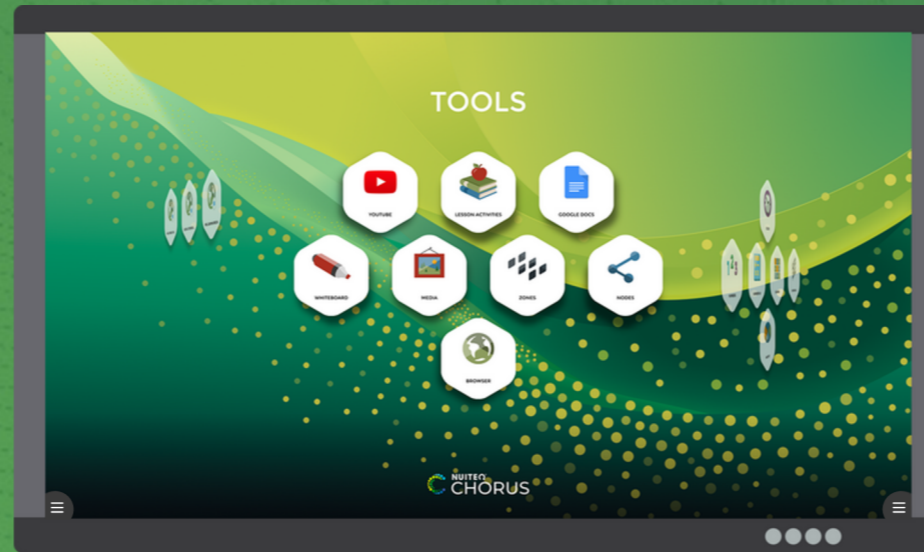 TOOLS
YOUTUBE
LESSON ACTIVITIES
GOOGLE DOCS
WHITEBOARD
MEDIA
ZONES
NODES
BROWSER
NUITEQ
CHORUS